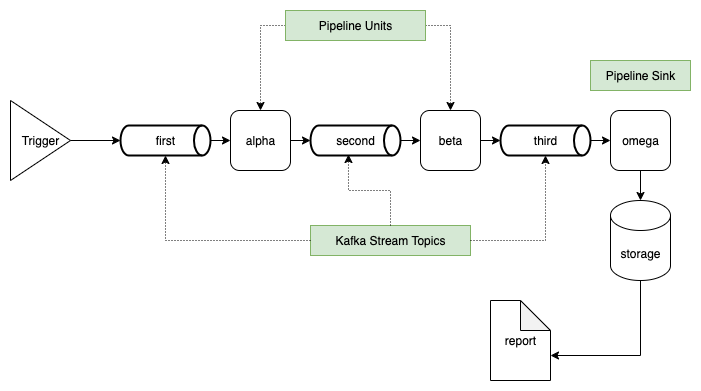 Pipeline Units
Pipeline Sink
Trigger
first
alpha
second
beta
third
omega
Kafka Stream Topics
storage
report